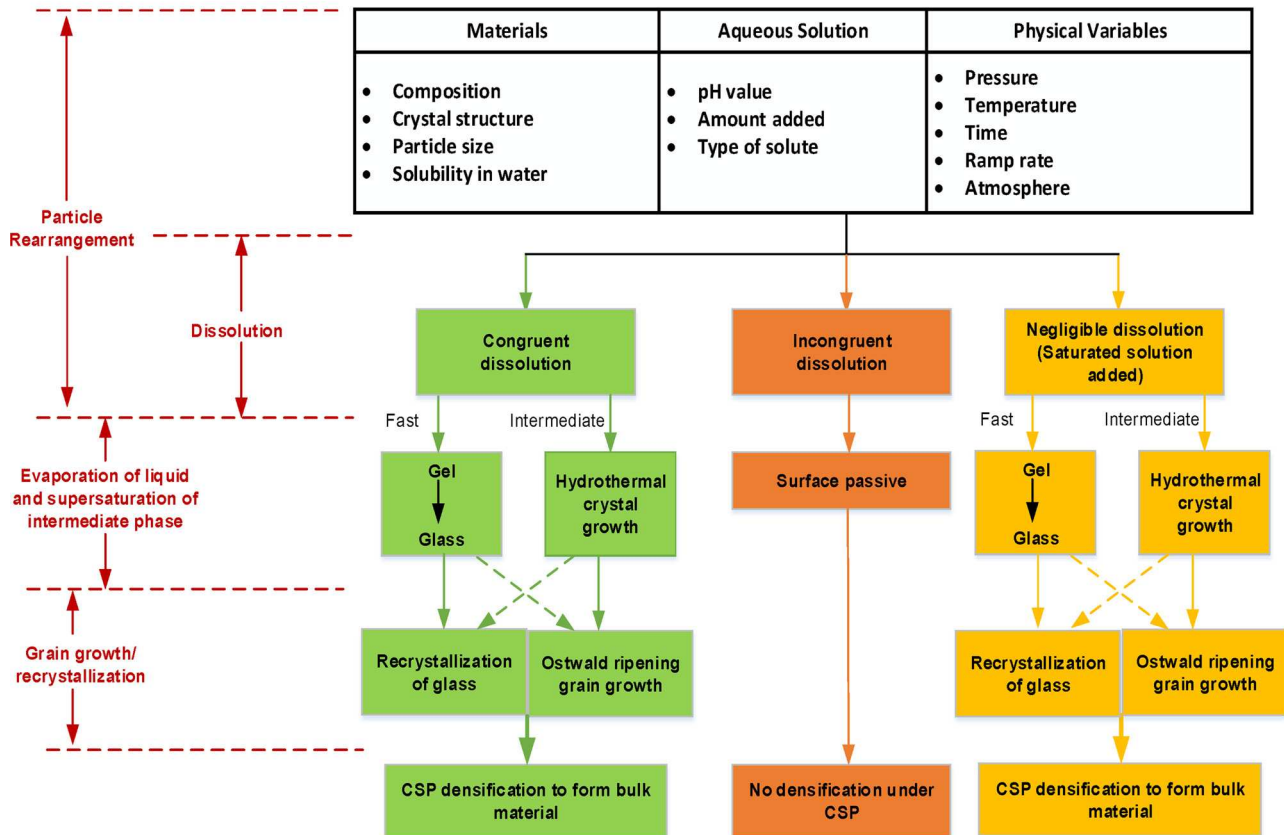 Materials
Aqueous Solution
Physical Variables
• Composition
• Crystal structure
• Particle size
• Solubility in water
• pH value
• Amount added
• Type of solute
• Pressure
• Temperature
• Time
• Ramp rate
• Atmosphere
Particle
Rearrangement
Dissolution
Congruent
dissolution
Incongruent
dissolution
Negligible dissolution
(Saturated solution
added)
Fast
Intermediate
Fast
Intermediate
Evaporation of liquid
and supersaturation of
intermediate phase
Gel
Glass
Hydrothermal
crystal
growth
Surface passive
Gel
Glass
Hydrothermal
crystal
growth
Grain growth/
recrystallization
Recrystallization
of glass
Ostwald ripening
grain growth
Recrystallization
of glass
Ostwald ripening
grain growth
CSP densification to form bulk
material
No densification under
CSP
CSP densification to form bulk
material